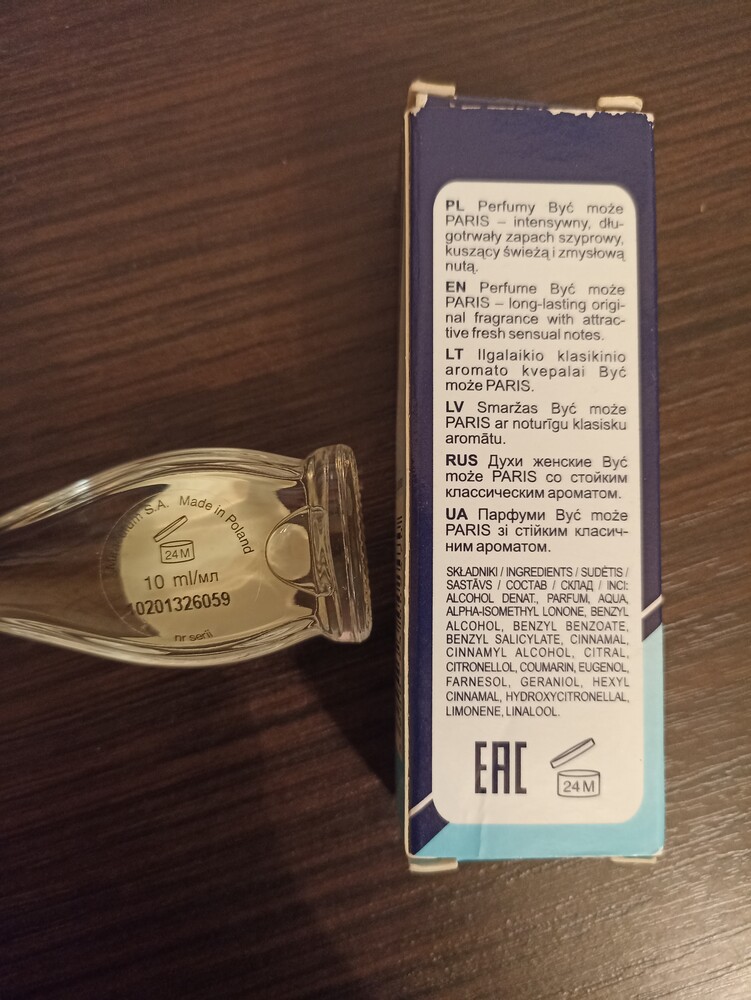 S.A. Made in Poland
24M
10 ml/мл
10201326059
nr serii
PL Perfumy Być może
PARIS – intensywny, dłu-
gotrwały zapach szyprowy,
kuszący świeżą i zmysłową
nutą.
EN Perfume Być może
PARIS – long-lasting origi-
nal fragrance with attrac-
tive fresh sensual notes.
LT Ilgalaikio klasikinio
aromato kvepalai Być
może PARIS.
LV Smaržas Być może
PARIS ar noturīgu klasisku
aromātu.
RUS Духи женские Być
może PARIS со стойким
классическим ароматом.
UA Парфуми Być może
PARIS зі стійким класич-
ним ароматом.
SKŁADNIKI / INGREDIENTS / SUDĖTIS /
SASTĀVS / СОСТАВ / СКЛАД / INCI:
ALCOHOL DENAT., PARFUM, AQUA,
ALPHA-ISOMETHYL LONONE, BENZYL
ALCOHOL, BENZYL BENZOATE,
BENZYL SALICYLATE, CINNAMAL,
CINNAMYL ALCOHOL, CITRAL,
CITRONELLOL, COUMARIN, EUGENOL,
FARNESOL, GERANIOL, HEXYL
CINNAMAL, HYDROXYCITRONELLAL,
LIMONENE, LINALOOL.
EAC
24M